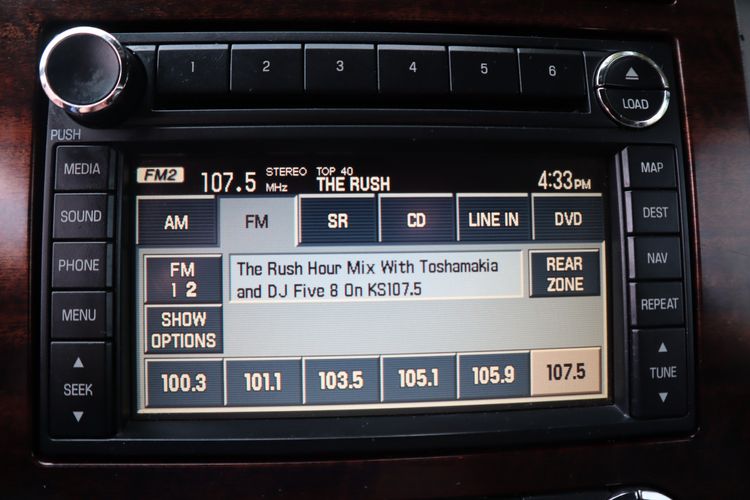 1 2 3 4 5 6
LOAD
PUSH
MEDIA
SOUND
PHONE
MENU
SEEK
FM2 107.5 MHz STEREO TOP 40 THE RUSH 4:33PM
AM FM SR CD LINE IN DVD
FM
1 2
The Rush Hour Mix With Toshamakia
and DJ Five 8 On KS107.5
REAR
ZONE
SHOW
OPTIONS
100.3 101.1 103.5 105.1 105.9 107.5
MAP
DEST
NAV
REPEAT
TUNE